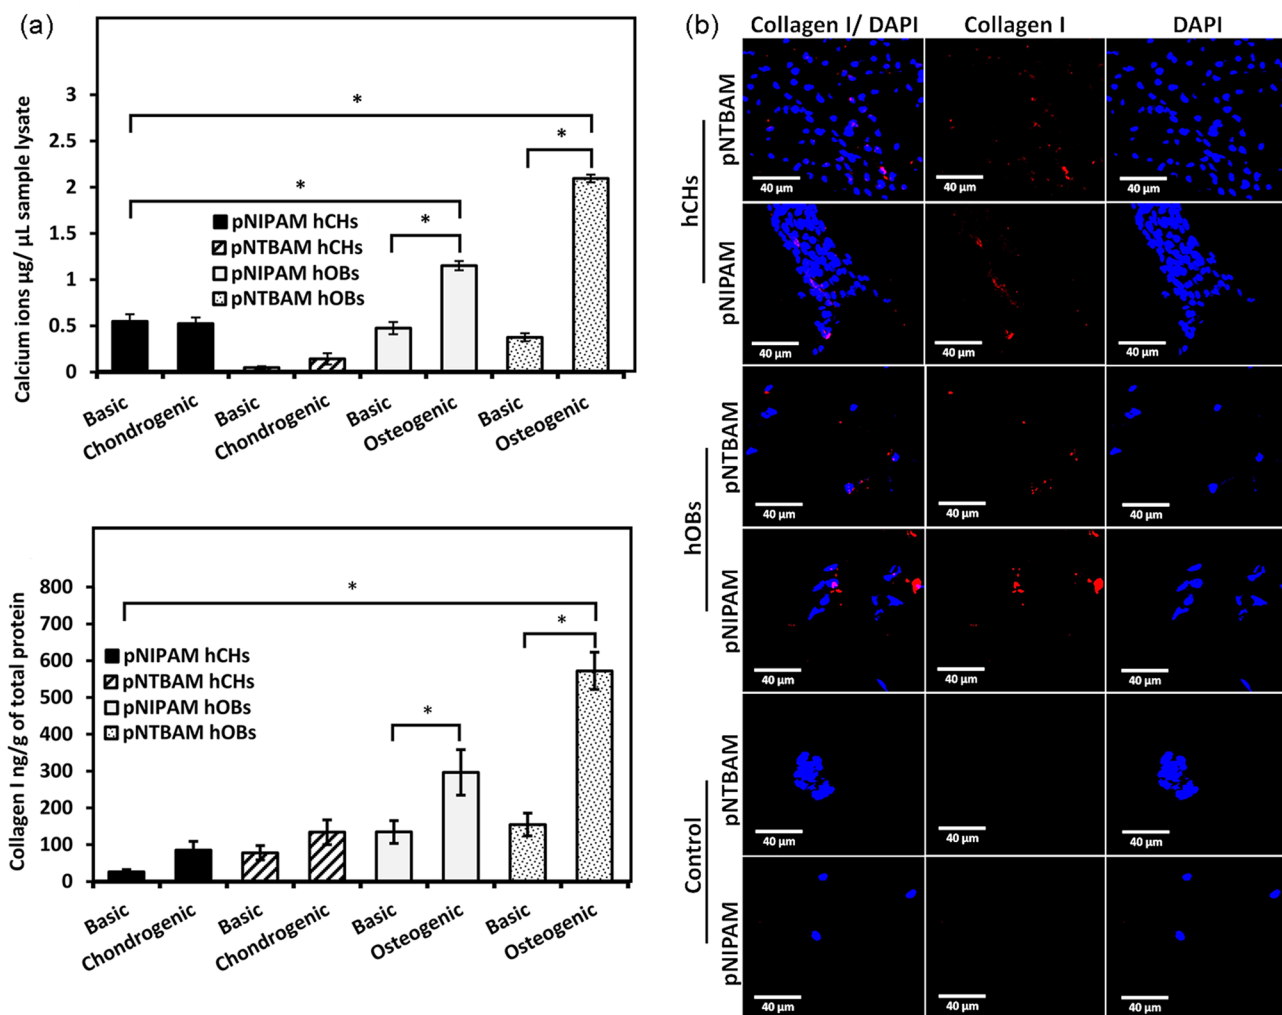 (a)
3
2.5
2
1.5
1
0.5
0
Calcium ions µg/ µL sample lysate
*
*
*
*
pNIPAM hCHs
pNTBAM hCHs
pNIPAM hOBs
pNTBAM hOBs
Basic
Chondrogenic
Basic
Chondrogenic
Basic
Osteogenic
Basic
Osteogenic
800
700
600
500
400
300
200
100
0
Collagen I ng/g of total protein
*
*
*
pNIPAM hCHs
pNTBAM hCHs
pNIPAM hOBs
pNTBAM hOBs
Basic
Chondrogenic
Basic
Chondrogenic
Basic
Osteogenic
Basic
Osteogenic
(b)
Collagen I/ DAPI Collagen I DAPI
hCHs
pNTBAM
40 µm 40 µm 40 µm
pNIPAM
40 µm 40 µm 40 µm
hOBs
pNTBAM
40 µm 40 µm 40 µm
pNIPAM
40 µm 40 µm 40 µm
Control
pNTBAM
40 µm 40 µm 40 µm
pNIPAM
40 µm 40 µm 40 µm